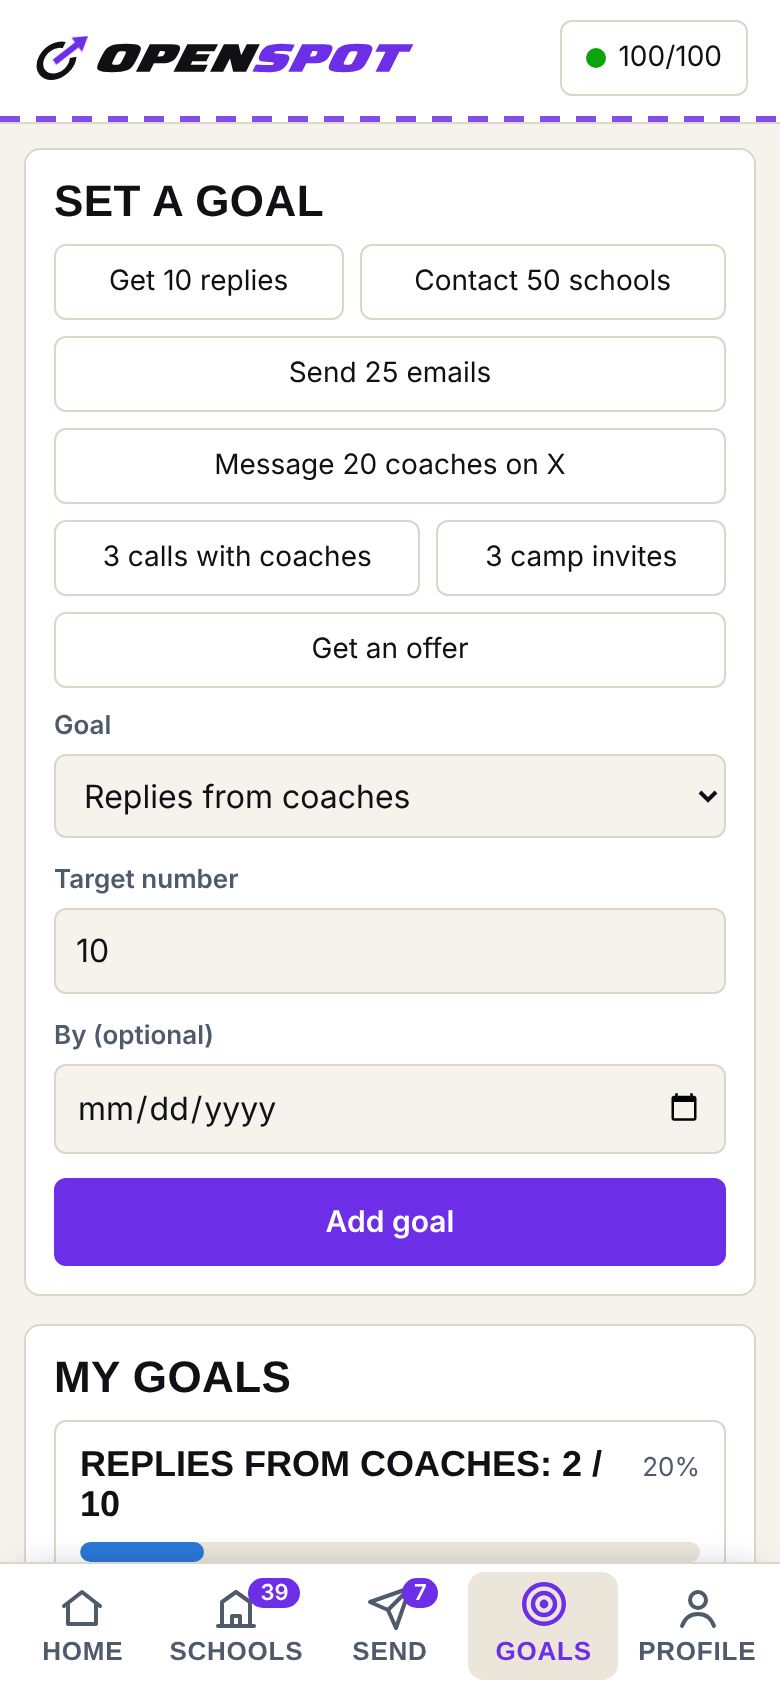 OPENSPOT
100/100
SET A GOAL
Get 10 replies
Contact 50 schools
Send 25 emails
Message 20 coaches on X
3 calls with coaches
3 camp invites
Get an offer
Goal
Replies from coaches
Target number
10
By (optional)
mm/dd/yyyy
Add goal
MY GOALS
REPLIES FROM COACHES: 2 /
10
20%
39
7
HOME
SCHOOLS
SEND
GOALS
PROFILE